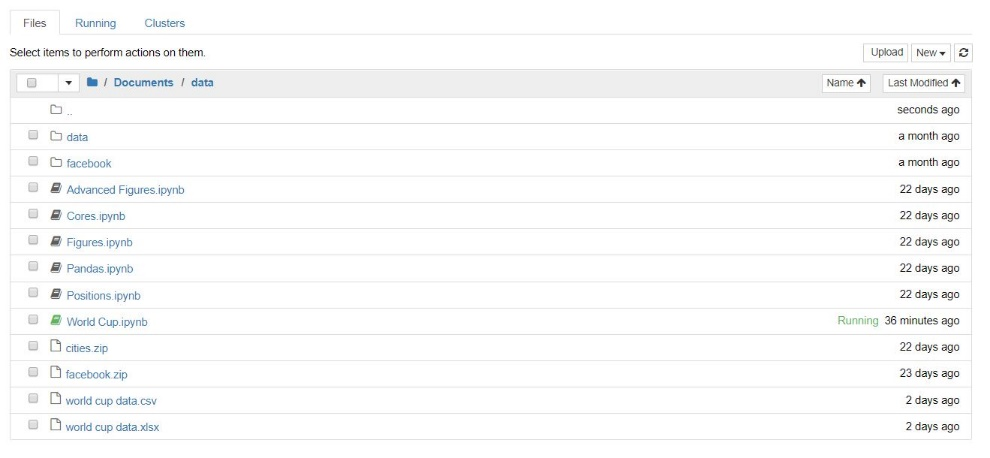 Files Running Clusters
Select items to perform actions on them. Upload New
/ Documents / data Name Last Modified
.. seconds ago
data a month ago
facebook a month ago
Advanced Figures.ipynb 22 days ago
Cores.ipynb 22 days ago
Figures.ipynb 22 days ago
Pandas.ipynb 22 days ago
Positions.ipynb 22 days ago
World Cup.ipynb Running 36 minutes ago
cities.zip 22 days ago
facebook.zip 23 days ago
world cup data.csv 2 days ago
world cup data.xlsx 2 days ago